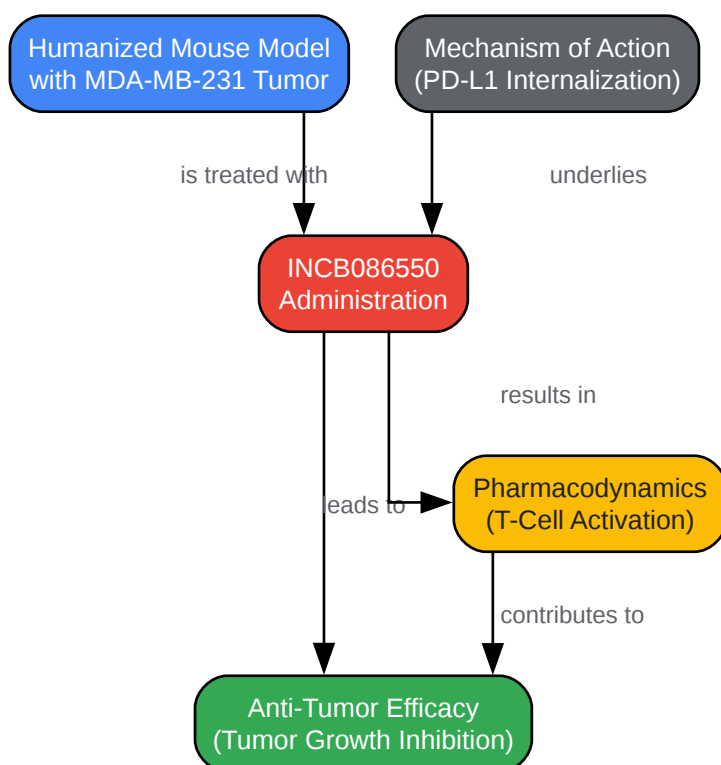 Humanized Mouse Model
with MDA-MB-231 Tumor
Mechanism of Action
(PD-L1 Internalization)
is treated with
underlies
INCB086550
Administration
results in
Pharmacodynamics
(T-Cell Activation)
leads to
contributes to
Anti-Tumor Efficacy
(Tumor Growth Inhibition)